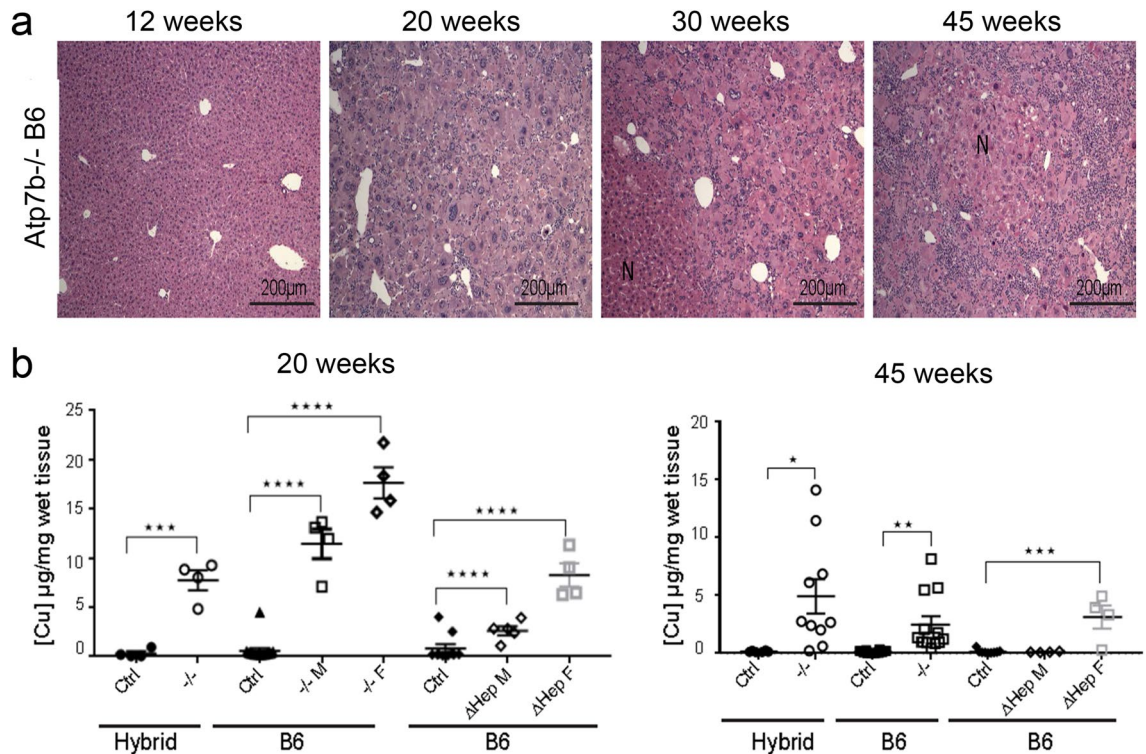 a
12 weeks 20 weeks 30 weeks 45 weeks
Atp7b-/- B6
N
N
200µm 200µm 200µm 200µm
b
20 weeks
45 weeks
[Cu] µg/mg wet tissue
25
20
15
10
5
0
★★★
★★★★
★★★★
★★★★
★★★★
Ctrl -/- Ctrl -/- M -/- F Ctrl ΔHep M ΔHep F
Hybrid B6 B6
[Cu] µg/mg wet tissue
20
15
10
5
0
★
★★
★★★
Ctrl -/- Ctrl -/- Ctrl ΔHep M ΔHep F
Hybrid B6 B6